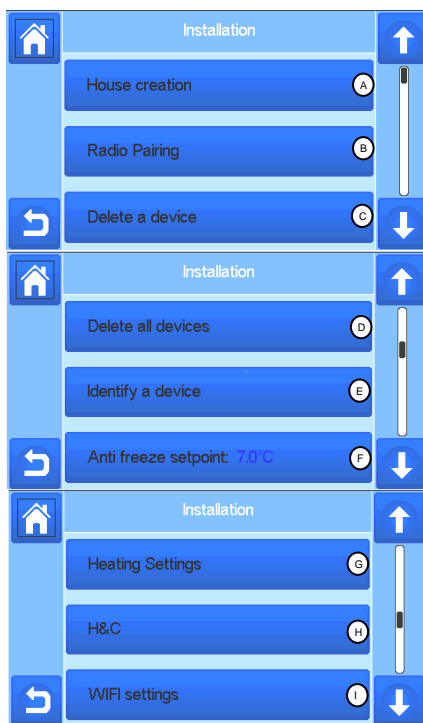 Installation
House creation A
Radio Pairing B
Delete a device C
Installation
Delete all devices D
Identify a device E
Anti freeze setpoint: 7.0°C F
Installation
Heating Settings G
H&C H
WIFI settings I